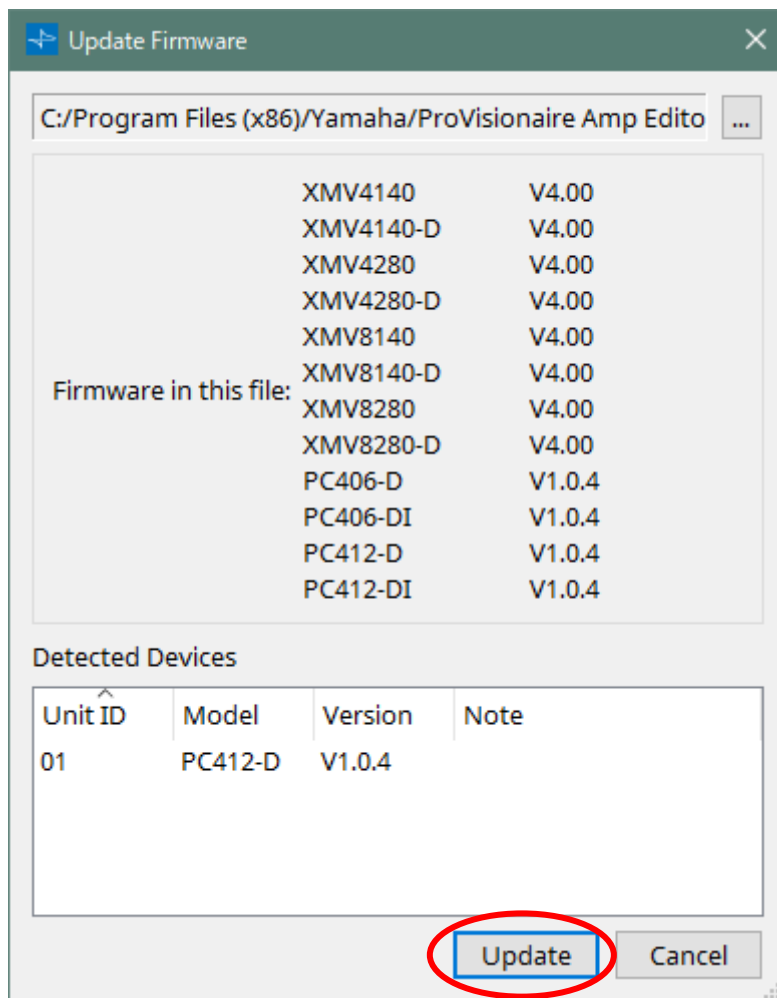 Update Firmware
C:/Program Files (x86)/Yamaha/ProVisionaire Amp Edito ...
Firmware in this file:
XMV4140 V4.00
XMV4140-D V4.00
XMV4280 V4.00
XMV4280-D V4.00
XMV8140 V4.00
XMV8140-D V4.00
XMV8280 V4.00
XMV8280-D V4.00
PC406-D V1.0.4
PC406-DI V1.0.4
PC412-D V1.0.4
PC412-DI V1.0.4
Detected Devices
Unit ID Model Version Note
01 PC412-D V1.0.4
Update Cancel